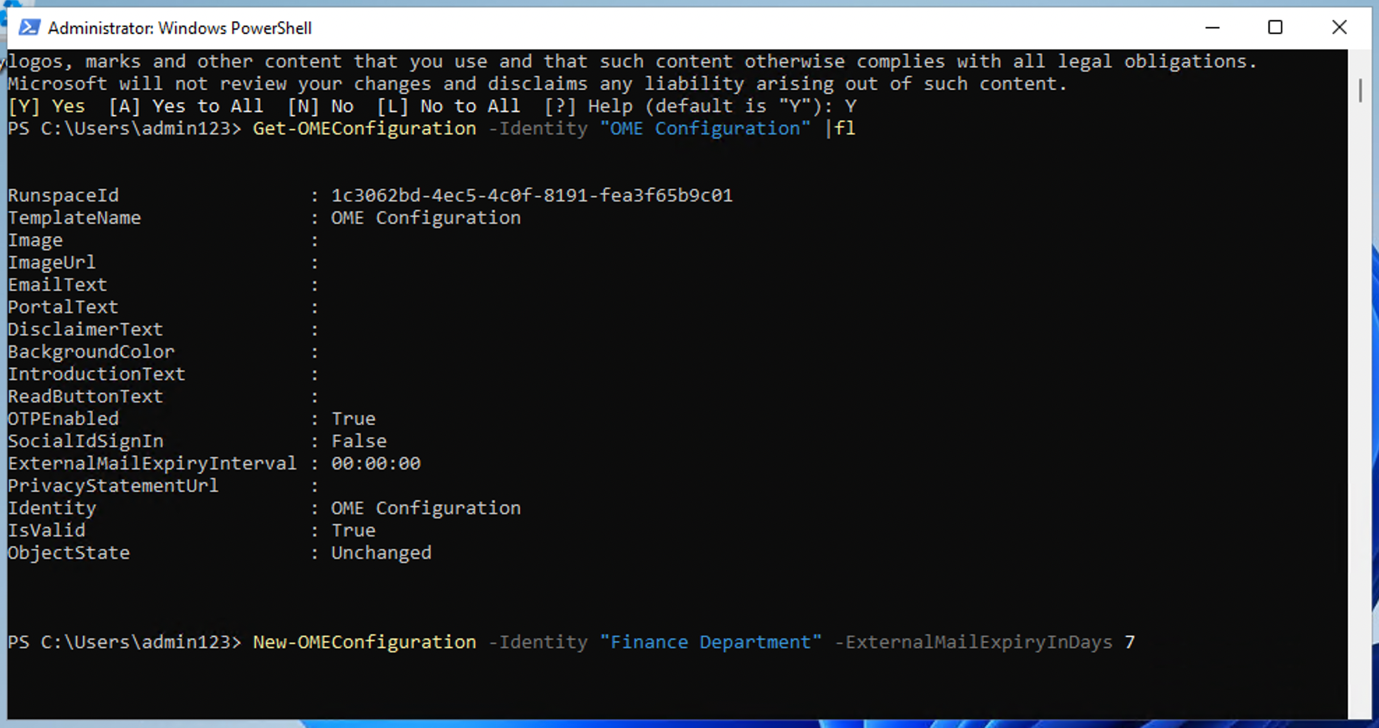 Administrator: Windows PowerShell
logos, marks and other content that you use and that such content otherwise complies with all legal obligations.
Microsoft will not review your changes and disclaims any liability arising out of such content.
[Y] Yes  [A] Yes to All  [N] No  [L] No to All  [?] Help (default is "Y"): Y
PS C:\Users\admin123> Get-OMEConfiguration -Identity "OME Configuration" |fl
RunspaceId                 : 1c3062bd-4ec5-4c0f-8191-fea3f65b9c01
TemplateName               : OME Configuration
Image                      :
ImageUrl                   :
EmailText                  :
PortalText                 :
DisclaimerText             :
BackgroundColor            :
IntroductionText           :
ReadButtonText             :
OTPEnabled                 : True
SocialIdSignIn             : False
ExternalMailExpiryInterval : 00:00:00
PrivacyStatementUrl        :
Identity                   : OME Configuration
IsValid                    : True
ObjectState                : Unchanged
PS C:\Users\admin123> New-OMEConfiguration -Identity "Finance Department" -ExternalMailExpiryInDays 7